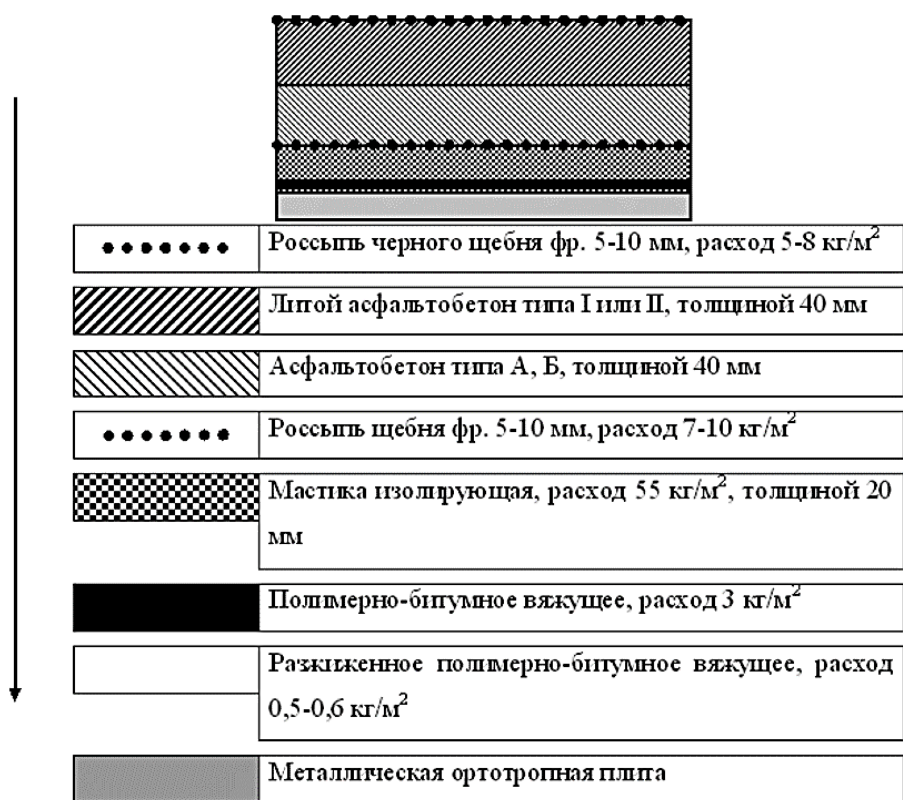 Россыпь черного щебня фр. 5-10 мм, расход 5-8 кг/м²
Литой асфальтобетон типа I или II, толщиной 40 мм
Асфальтобетон типа А, Б, толщиной 40 мм
Россыпь щебня фр. 5-10 мм, расход 7-10 кг/м²
Мастика изолирующая, расход 55 кг/м², толщиной 20
мм
Полимерно-битумное вяжущее, расход 3 кг/м²
Разжиженное полимерно-битумное вяжущее, расход
0,5-0,6 кг/м²
Металлическая ортотропная плита